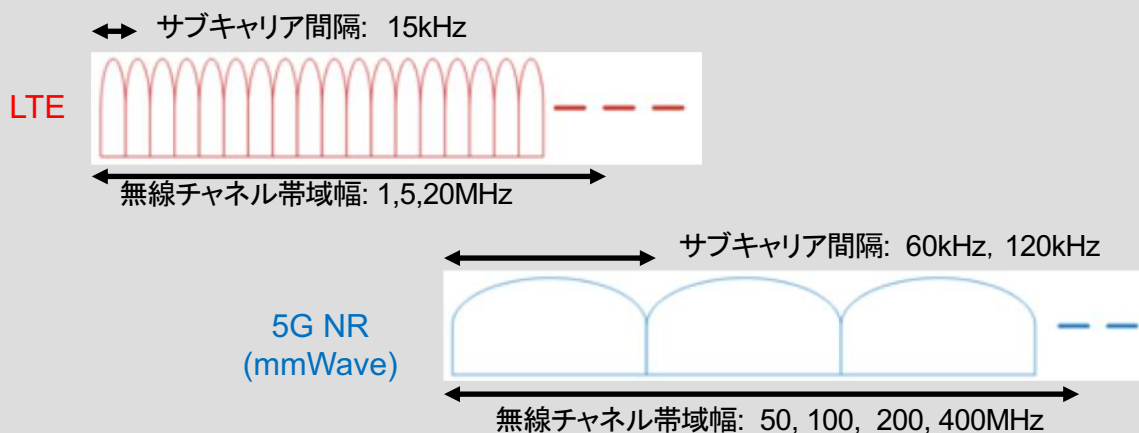 サブキャリア間隔: 15kHz
LTE
無線チャネル帯域幅: 1,5,20MHz
サブキャリア間隔: 60kHz, 120kHz
5G NR
(mmWave)
無線チャネル帯域幅: 50, 100, 200, 400MHz